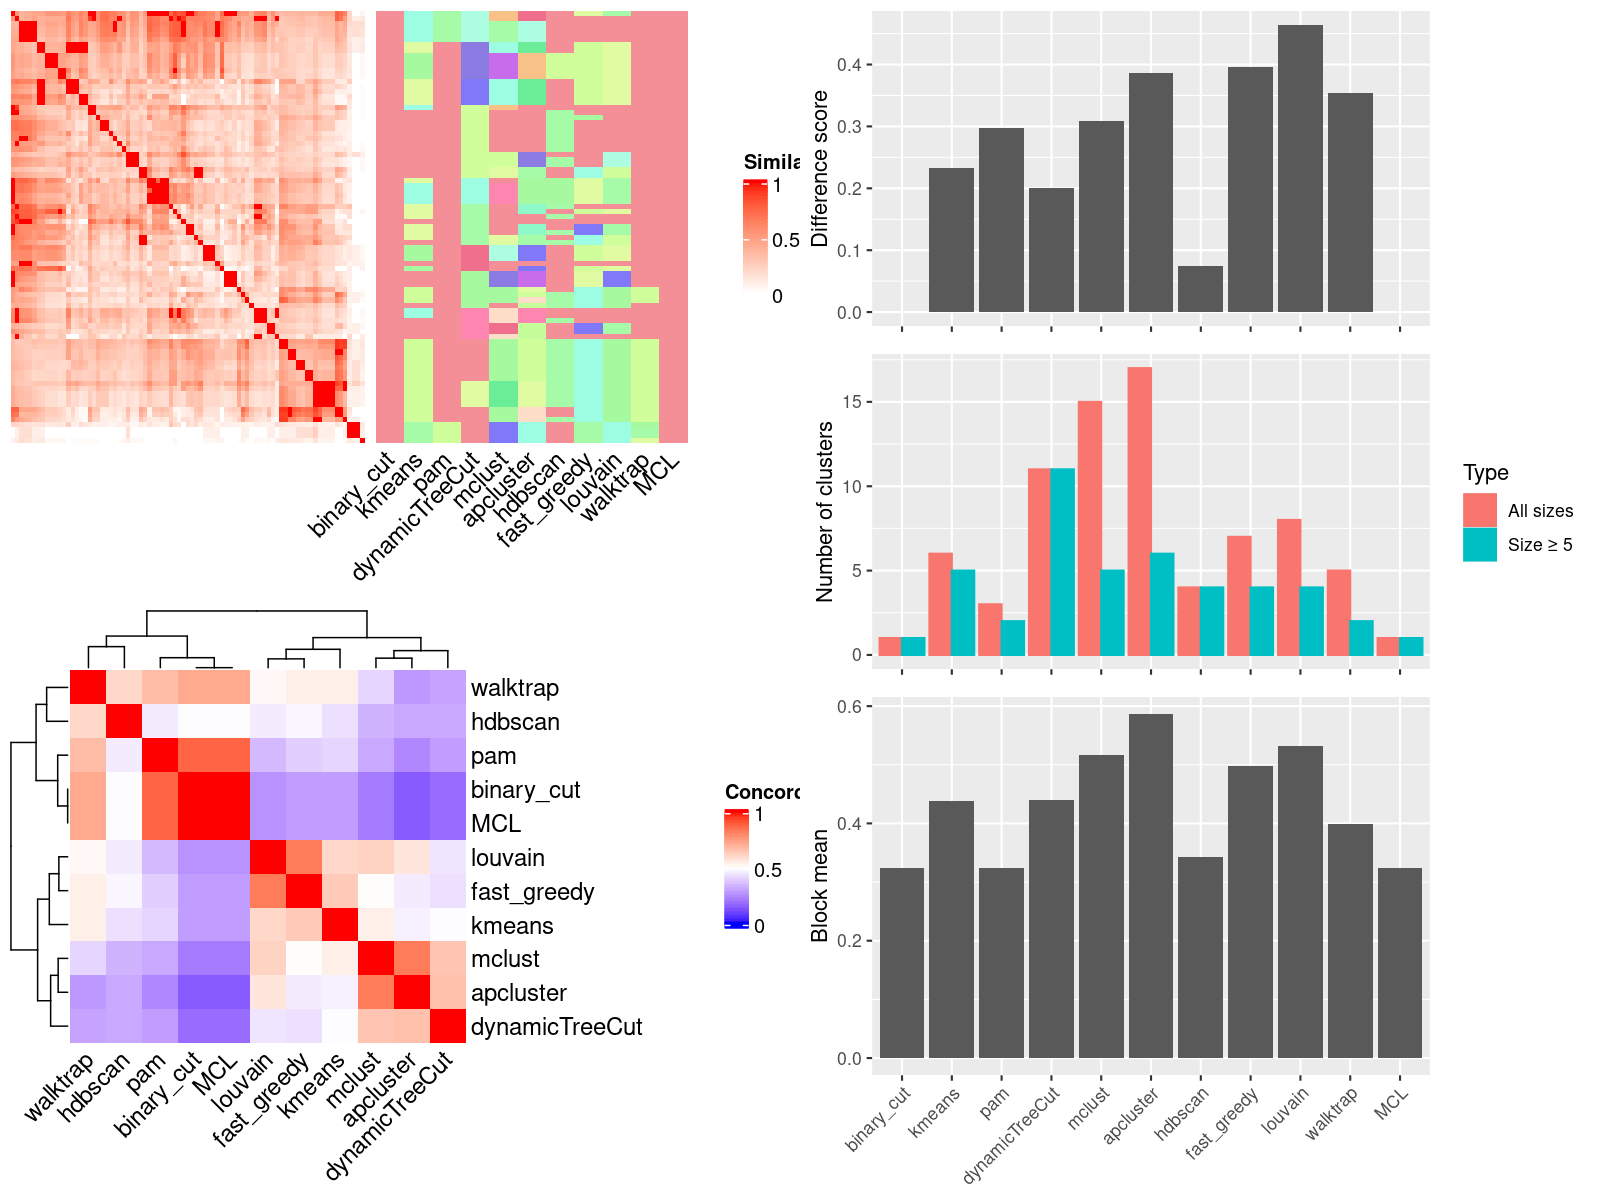 Simila
1
0.5
0
binary_cut
kmeans
pam
dynamicTreeCut
mclust
apcluster
hdbscan
fast_greedy
louvain
walktrap
MCL
walktrap
hdbscan
pam
binary_cut
MCL
louvain
fast_greedy
kmeans
mclust
apcluster
dynamicTreeCut
Concord
1
0.5
0
walktrap
hdbscan
pam
binary_cut
MCL
louvain
fast_greedy
kmeans
mclust
apcluster
dynamicTreeCut
Difference score
0.4
0.3
0.2
0.1
0.0
Number of clusters
15
10
5
0
Type
All sizes
Size ≥ 5
Block mean
0.6
0.4
0.2
0.0
binary_cut
kmeans
pam
dynamicTreeCut
mclust
apcluster
hdbscan
fast_greedy
louvain
walktrap
MCL